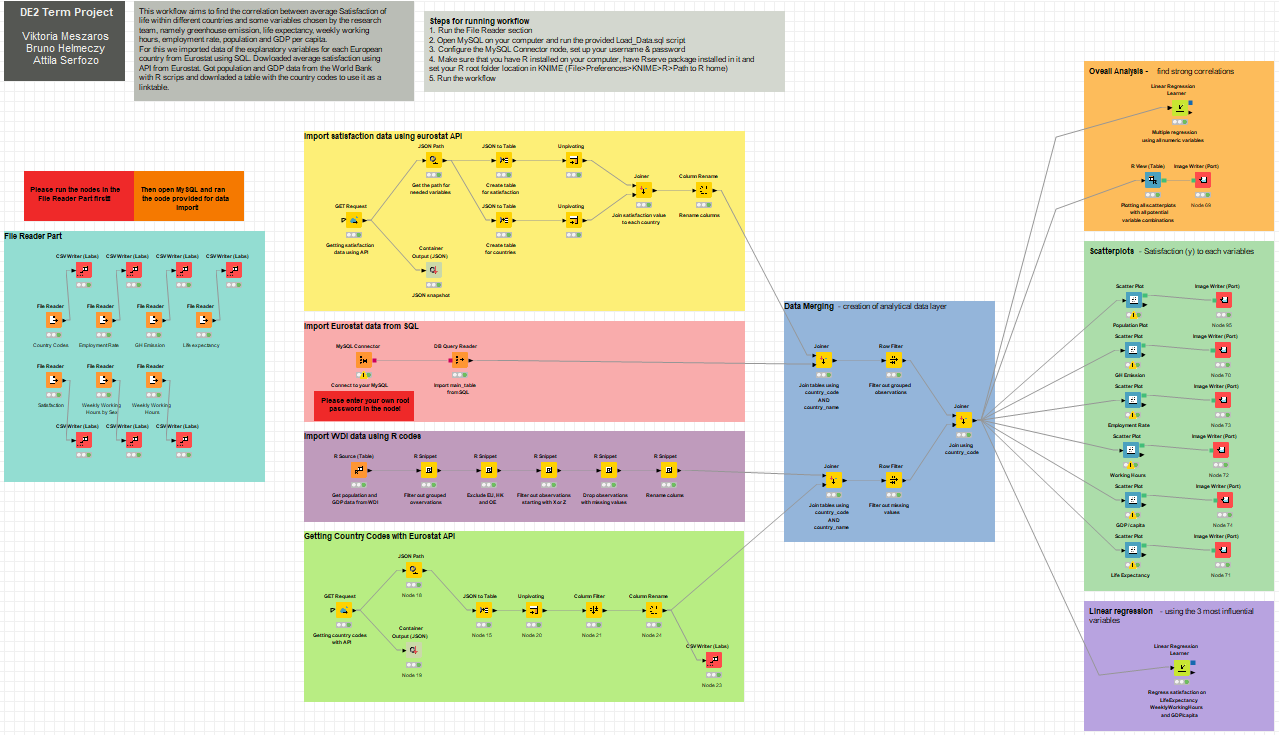 DE2 Term Project
Viktoria Meszaros
Bruno Helmeczy
Attila Serfozo
This workflow aims to find the correlation between average Satisfaction of
life within different countries and some variables chosen by the research
team, namely greenhouse emission, life expectancy, weekly working
hours, employment rate, population and GDP per capita.
For this we imported data of the explanatory variables for each European
country from Eurostat using SQL. Dowloaded average satisfaction using
API from Eurostat. Got population and GDP data from the World Bank
with R scrips and downladed a table with the country codes to use it as a
linktable.
Steps for running workflow
1. Run the File Reader section
2. Open MySQL on your computer and run the provided Load_Data.sql script
3. Configure the MySQL Connector node, set up your username & password
4. Make sure that you have R installed on your computer, have Rserve package installed in it and
set your R root folder location in KNIME (File>Preferences>KNIME>R>Path to R home)
5. Run the workflow
Please run the nodes in the
File Reader Part first!
Then open MySQL and ran
the code provided for data
import!
File Reader Part
CSV Writer (Labs) CSV Writer (Labs) CSV Writer (Labs) CSV Writer (Labs)
File Reader File Reader File Reader File Reader
Country Codes Employment Rate GH Emission Life expectancy
File Reader File Reader File Reader
Satisfaction Weekly Working Hours by Sex Weekly Working Hours
CSV Writer (Labs) CSV Writer (Labs) CSV Writer (Labs)
Import satisfaction data using eurostat API
JSON Path JSON to Table Unpivoting
Get the path for
needed variables
Create table
for satisfaction
Joiner Column Rename
GET Request JSON to Table Unpivoting
Join satisfaction value
to each country
Rename columns
Getting satisfaction
data using API
Create table
for countries
Container
Output (JSON)
JSON snapshot
Import Eurostat data from SQL
MySQL Connector DB Query Reader
Connect to your MySQL
Import main_table
from SQL
Please enter your own root
password in the node!
Import WDI data using R codes
R Source (Table) R Snippet R Snippet R Snippet R Snippet R Snippet
Get population and
GDP data from WDI
Filter out grouped
observations
Exclude EU, HK
and OE
Filter out observations
starting with X or Z
Drop observations
with missing values
Rename colums
Getting Country Codes with Eurostat API
JSON Path
Node 16
GET Request JSON to Table Unpivoting Column Filter Column Rename
Getting country codes
with API
Node 15 Node 20 Node 21 Node 24
Container
Output (JSON)
Node 19
CSV Writer (Labs)
Node 23
Data Merging - creation of analytical data layer
Joiner Row Filter
Join tables using
country_code
AND
country_name
Filter out grouped
observations
Joiner
Join using
country_code
Joiner Row Filter
Join tables using
country_code
AND
country_name
Filter out missing
values
Oveall Analysis - find strong correlations
Linear Regression
Learner
Multiple regression
using all numeric variables
R View (Table) Image Writer (Port)
Plotting all scatterplots
with all potential
variable combinations
Node 69
Scatterplots - Satisfaction (y) to each variables
Scatter Plot Image Writer (Port)
Population Plot Node 95
Scatter Plot Image Writer (Port)
GH Emission Node 70
Scatter Plot Image Writer (Port)
Employment Rate Node 73
Scatter Plot Image Writer (Port)
Working Hours Node 72
Scatter Plot Image Writer (Port)
GDP/capita Node 74
Scatter Plot Image Writer (Port)
Life Expectancy Node 71
Linear regression - using the 3 most influential
variables
Linear Regression
Learner
Regress satisfaction on
LifeExpectancy
WeeklyWorkingHours
and GDP/capita